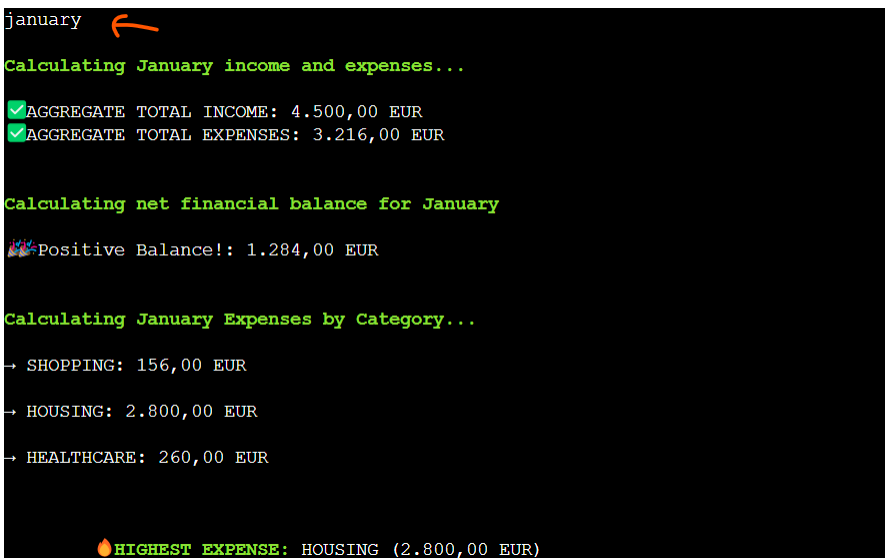 january
Calculating January income and expenses...
✅AGGREGATE TOTAL INCOME: 4.500,00 EUR
✅AGGREGATE TOTAL EXPENSES: 3.216,00 EUR
Calculating net financial balance for January
🎉🎉Positive Balance!: 1.284,00 EUR
Calculating January Expenses by Category...
→ SHOPPING: 156,00 EUR
→ HOUSING: 2.800,00 EUR
→ HEALTHCARE: 260,00 EUR
🔥HIGHEST EXPENSE: HOUSING (2.800,00 EUR)